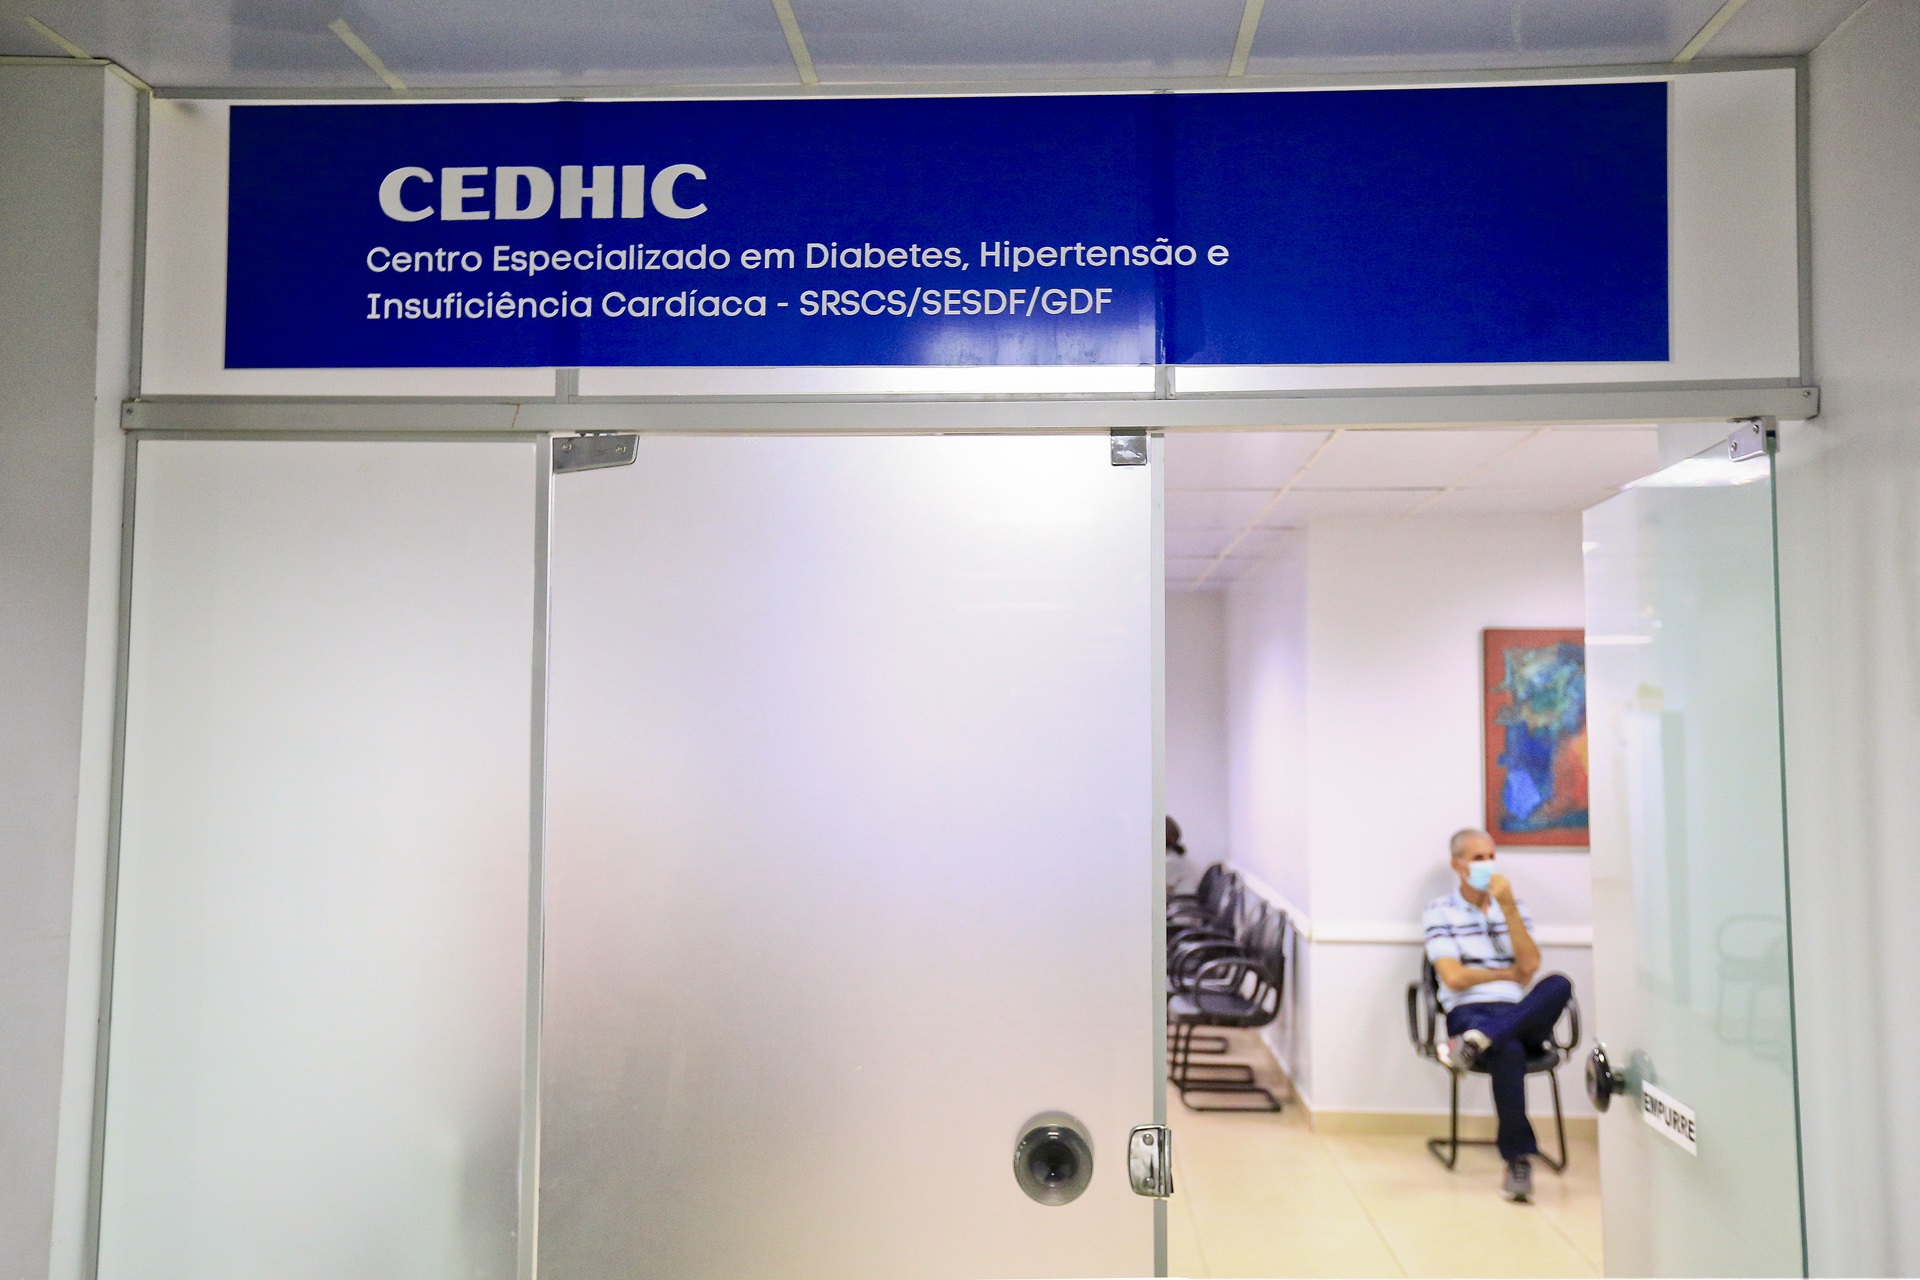 CEDHIC
Centro Especializado em Diabetes, Hipertensão e
Insuficiência Cardíaca - SRSCS/SESDF/GDF
EMPURRE